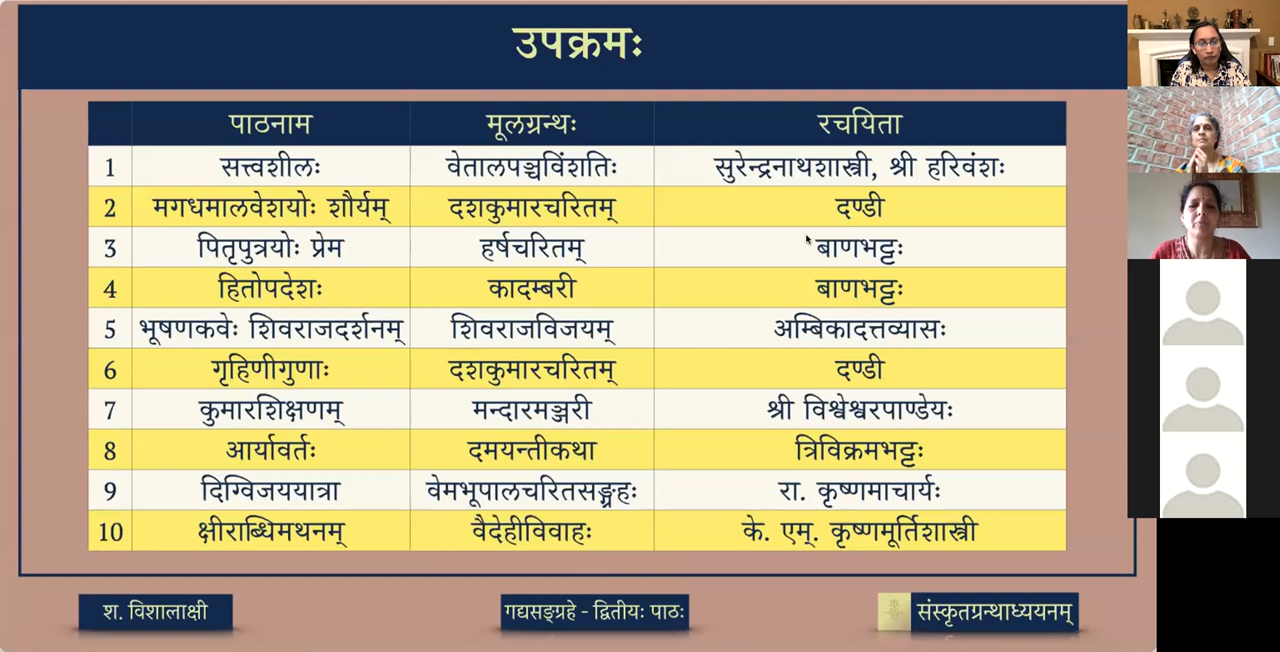 उपक्रमः
पाठनाम मूलग्रन्थः रचयिता
1 सत्त्वशीलः वेतालपञ्चविंशतिः सुरेन्द्रनाथशास्त्री, श्री हरिवंशः
2 मगधमालवेशयोः शौर्यम् दशकुमारचरितम् दण्डी
3 पितृपुत्रयोः प्रेम हर्षचरितम् बाणभट्टः
4 हितोपदेशः कादम्बरी बाणभट्टः
5 भूषणकवेः शिवराजदर्शनम् शिवराजविजयम् अम्बिकादत्तव्यासः
6 गृहिणीगुणाः दशकुमारचरितम् दण्डी
7 कुमारशिक्षणम् मन्दारमञ्जरी श्री विश्वेश्वरपाण्डेयः
8 आर्यावर्तः दमयन्तीकथा त्रिविक्रमभट्टः
9 दिग्विजययात्रा वेमभूपालचरितसङ्ग्रहः रा. कृष्णमाचार्यः
10 क्षीराब्धिमथनम् वैदेहीविवाहः के. एम्. कृष्णमूर्तिशास्त्री
श. विशालाक्षी गद्यसङ्ग्रहे - द्वितीयः पाठः संस्कृतग्रन्थाध्ययनम्